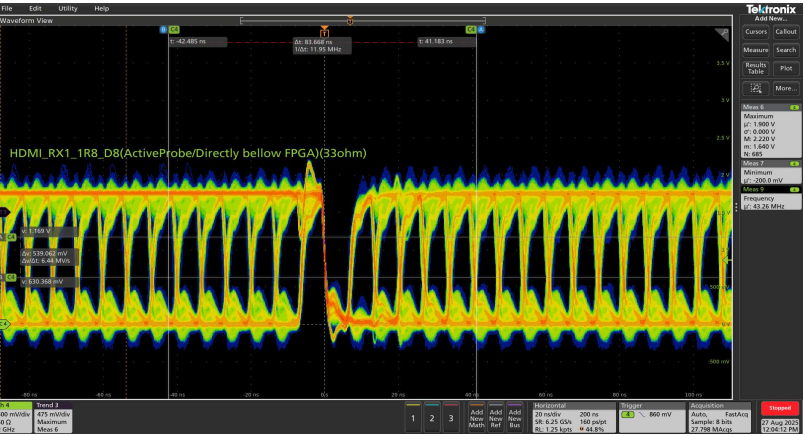 File Edit Utility Help
Tektronix
Waveform View
Add New...
B C4
C4 A
t: -42.485 ns
Δt: 83.668 ns
1/Δt: 11.95 MHz
t: 41.183 ns
Cursors Callout
Measure Search
Results Table Plot
More...
3.5 V
3 V
2.5 V
HDMI_RX1_1R8_D8(ActiveProbe/Directly bellow FPGA)(33ohm)
2 V
Meas 6
Maximum
µ': 1.900 V
σ': 0.000 V
M: 2.220 V
m: 1.640 V
N: 685
Meas 7
Minimum
µ': -200.0 mV
Meas 9
Frequency
µ': 43.26 MHz
v: 1.169 V
Δv: 539.062 mV
Δv/Δt: 6.44 MV/s
v: 630.368 mV
C4
0 V
-500 mV
-80 ns
-60 ns
-40 ns
-20 ns
0 s
20 ns
40 ns
60 ns
80 ns
100 ns
Trend 3
475 mV/div
Maximum
Meas 6
1 2 3
Add New Math
Add New Ref
Add New Bus
Horizontal
20 ns/div 200 ns
SR: 6.25 GS/s 160 ps/pt
RL: 1.25 kpts 44.8%
Trigger
4 860 mV
Acquisition
Auto, FastAcq
Sample: 8 bits
27.798 MAcqs
Stopped
27 Aug 2025
12:04:12 PM